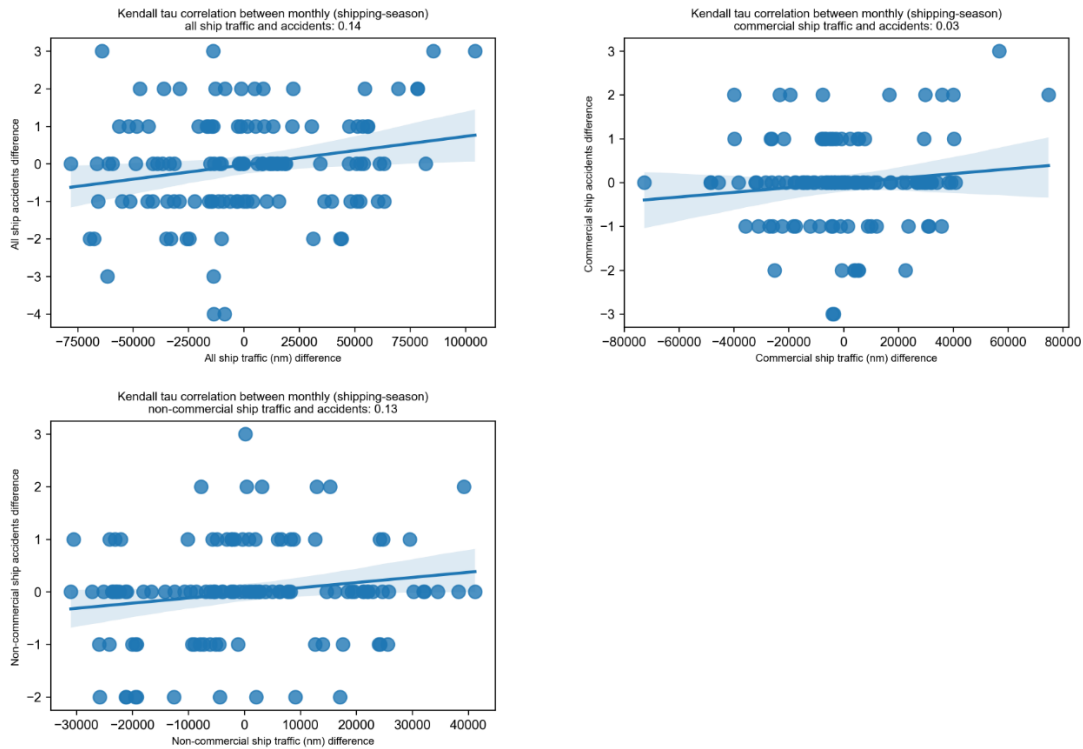 Kendall tau correlation between monthly (shipping-season)
all ship traffic and accidents: 0.14
All ship accidents difference
3
2
1
0
−1
−2
−3
−4
−75000 −50000 −25000 0 25000 50000 75000 100000
All ship traffic (nm) difference
Kendall tau correlation between monthly (shipping-season)
commercial ship traffic and accidents: 0.03
Commercial ship accidents difference
3
2
1
0
−1
−2
−3
−80000 −60000 −40000 −20000 0 20000 40000 60000 80000
Commercial ship traffic (nm) difference
Kendall tau correlation between monthly (shipping-season)
non-commercial ship traffic and accidents: 0.13
Non-commercial ship accidents difference
3
2
1
0
−1
−2
−30000 −20000 −10000 0 10000 20000 30000 40000
Non-commercial ship traffic (nm) difference